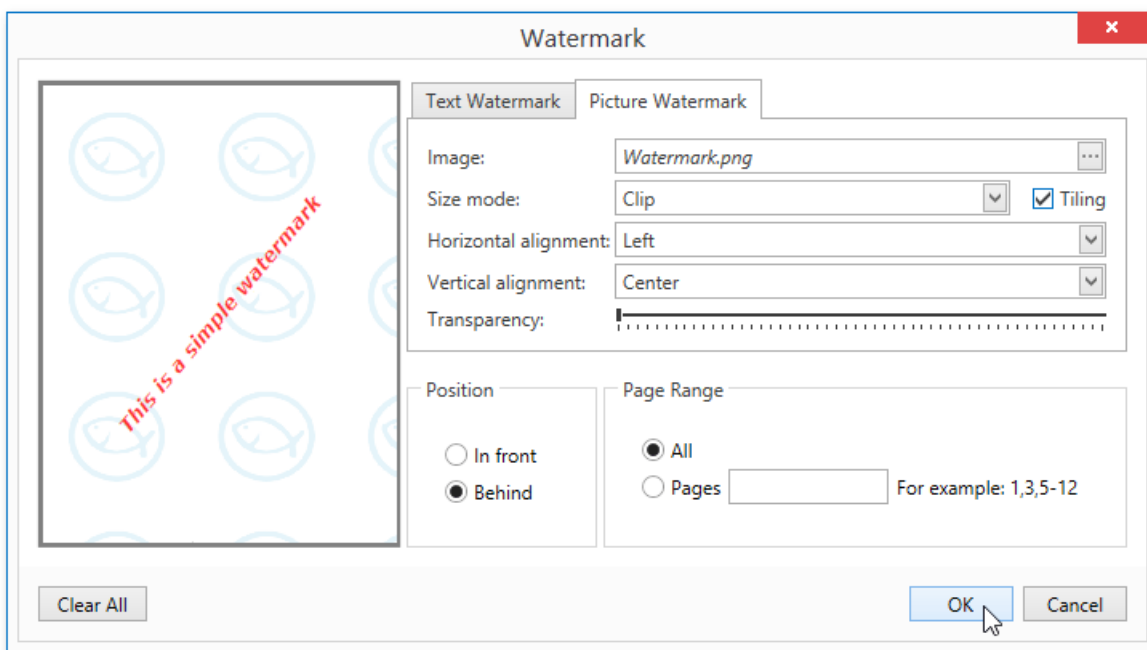 Watermark
This is a simple watermark
Text Watermark
Picture Watermark
Image:
Watermark.png
...
Size mode:
Clip
Tiling
Horizontal alignment:
Left
Vertical alignment:
Center
Transparency:
Position
In front
Behind
Page Range
All
Pages
For example: 1,3,5-12
Clear All
OK
Cancel